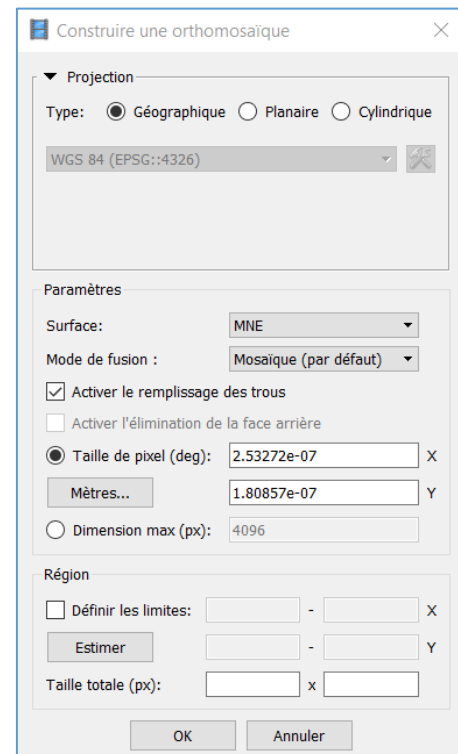 Construire une orthomosaïque
Projection
Type: Géographique Planaire Cylindrique
WGS 84 (EPSG::4326)
Paramètres
Surface: MNE
Mode de fusion : Mosaïque (par défaut)
Activer le remplissage des trous
Activer l'élimination de la face arrière
Taille de pixel (deg): 2.53272e-07 X
Mètres... 1.80857e-07 Y
Dimension max (px): 4096
Région
Définir les limites: - X
Estimer - Y
Taille totale (px): x
OK Annuler